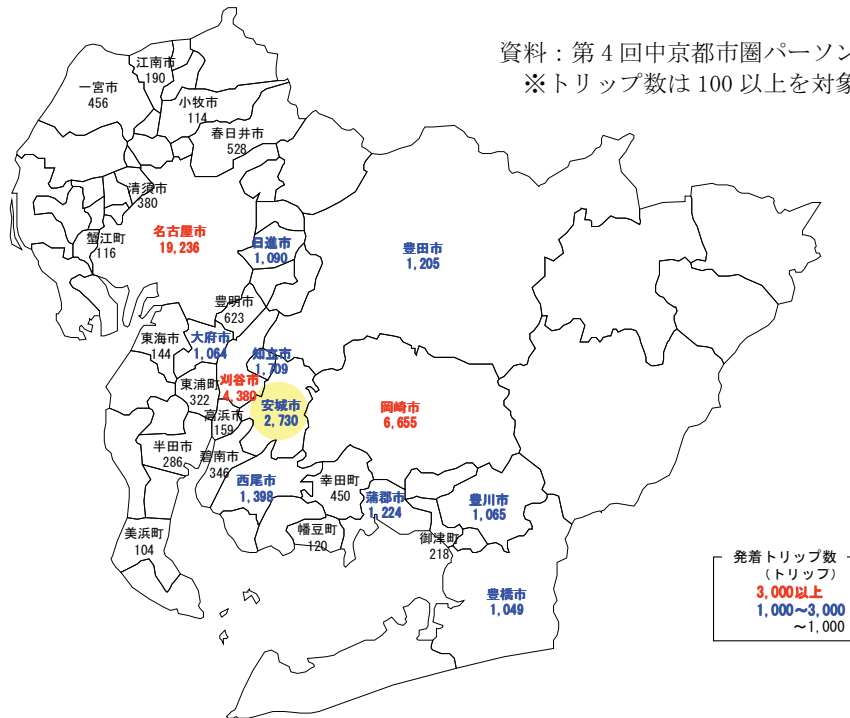 資料：第４回中京都市圏パーソン
※トリップ数は 100 以上を対象
江南市
190
一宮市
456
小牧市
114
春日井市
528
清須市
380
名古屋市
19,236
日進市
1,090
豊田市
1,205
蟹江町
116
豊明市
623
東海市
144
大府市
1,064
知立市
1,709
東浦町
322
刈谷市
4,380
安城市
2,730
岡崎市
6,655
高浜市
159
半田市
286
碧南市
346
西尾市
1,398
幸田町
450
蒲郡市
1,224
豊川市
1,065
美浜町
104
幡豆町
120
御津町
218
豊橋市
1,049
発着トリップ数
（トリップ）
3,000以上
1,000～3,000
～1,000